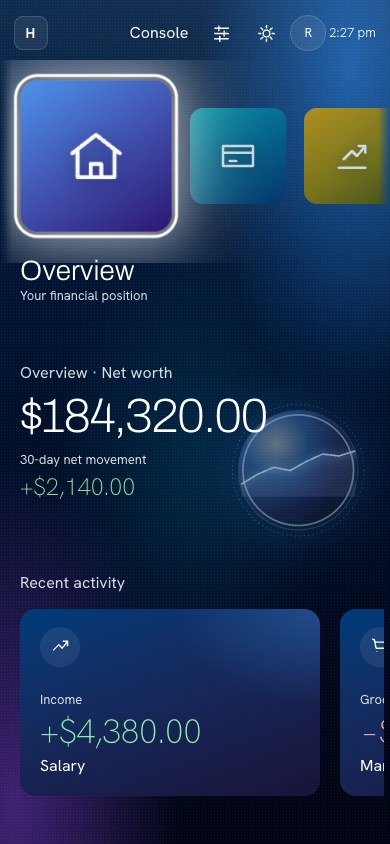 H
Console
R
2:27 pm
Overview
Your financial position
Overview · Net worth
$184,320.00
30-day net movement
+$2,140.00
Recent activity
Income
+$4,380.00
Salary